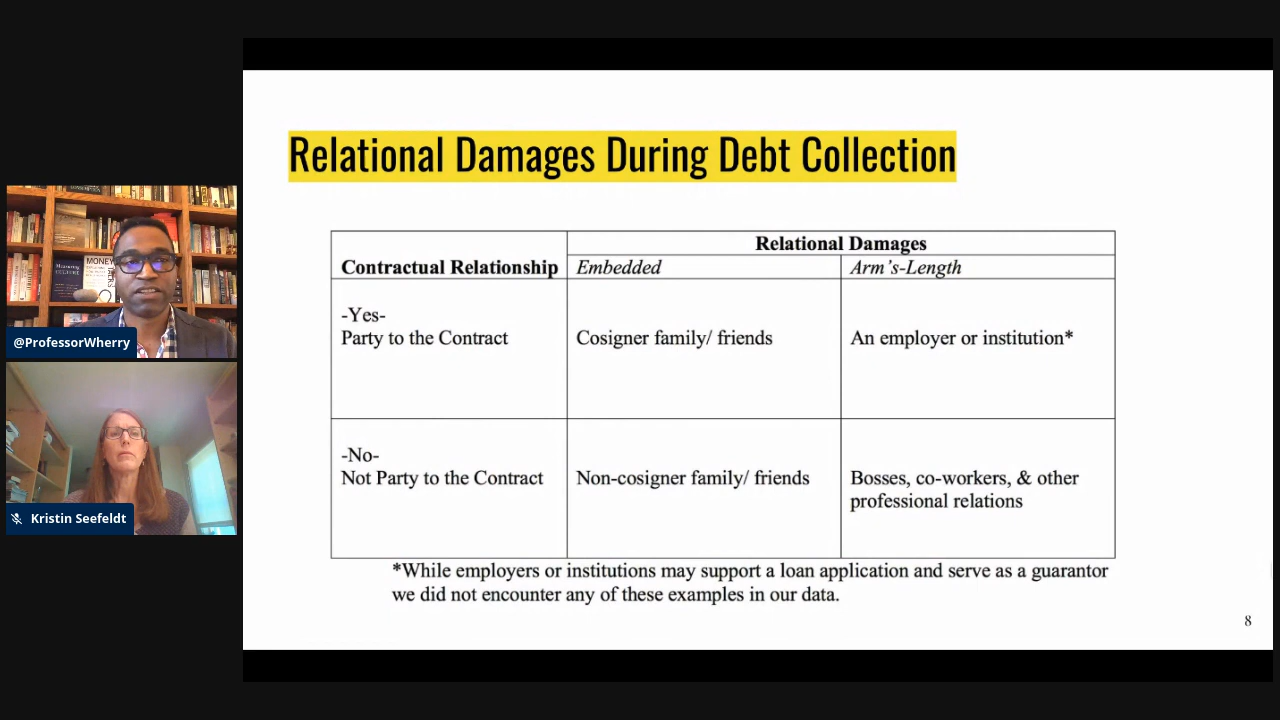 Relational Damages During Debt Collection
Relational Damages
Contractual Relationship
Embedded
Arm's-Length
-Yes-
Party to the Contract
Cosigner family/ friends
An employer or institution*
-No-
Not Party to the Contract
Non-cosigner family/ friends
Bosses, co-workers, & other
professional relations
*While employers or institutions may support a loan application and serve as a guarantor
we did not encounter any of these examples in our data.
8
@ProfessorWherry
Kristin Seefeldt